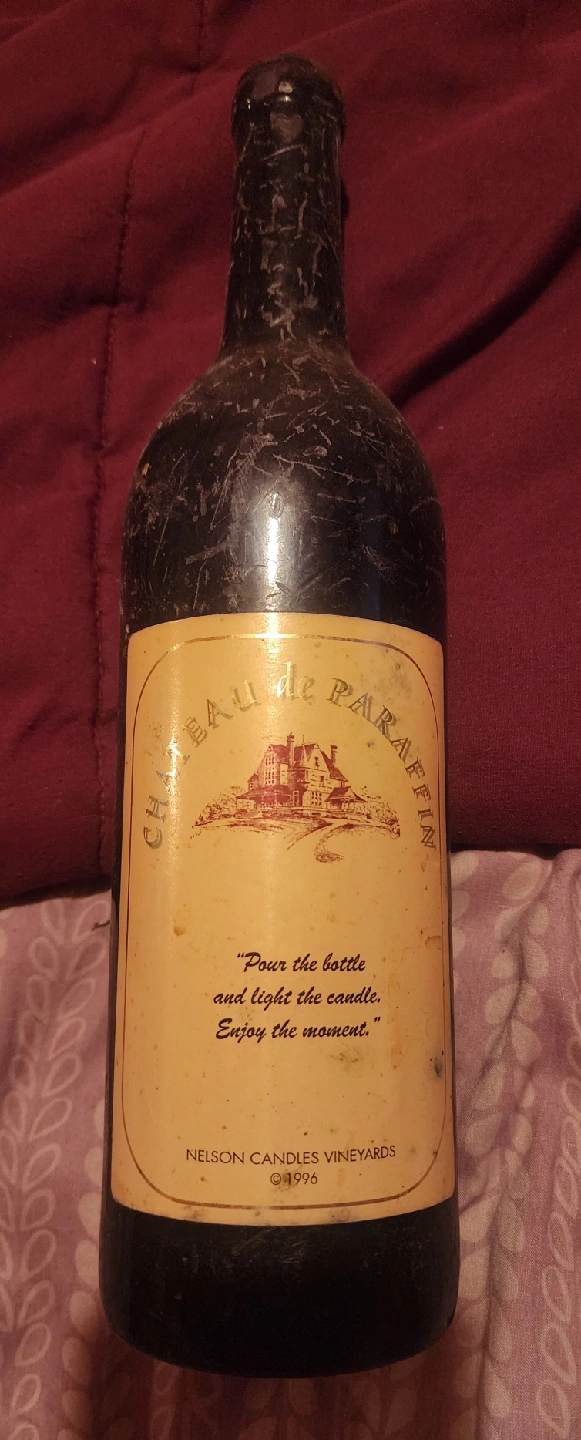 CHATEAU de PARAFFIN
"Pour the bottle
and light the candle.
Enjoy the moment."
NELSON CANDLES VINEYARDS
© 1996